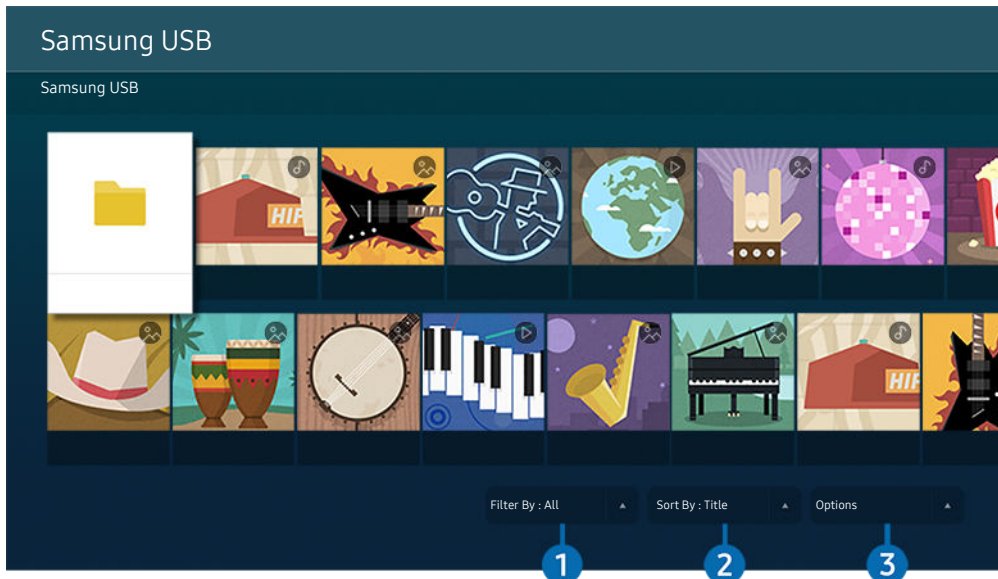 Samsung USB
Samsung USB
HIF
HIF
Filter By : All
Sort By : Title
Options
1
2
3